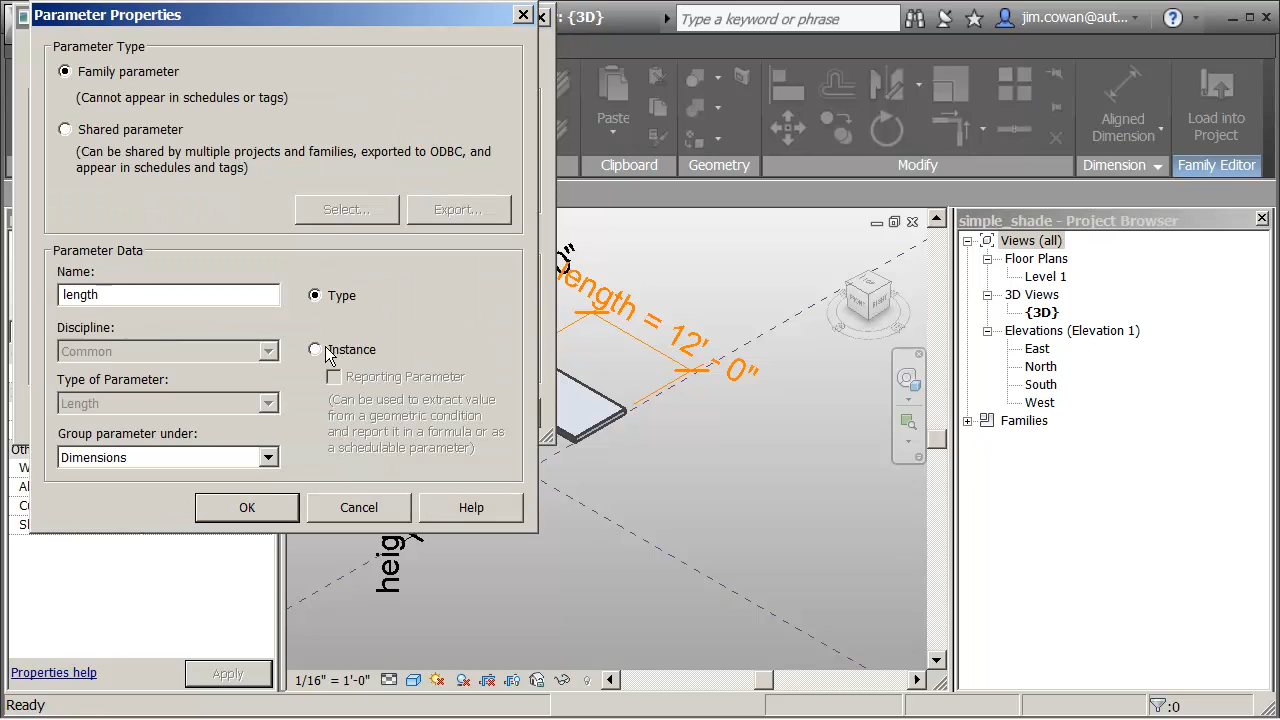 Parameter Properties
: {3D}
Type a keyword or phrase
jim.cowan@aut...
Parameter Type
Family parameter
(Cannot appear in schedules or tags)
Shared parameter
(Can be shared by multiple projects and families, exported to ODBC, and
appear in schedules and tags)
Select...
Export...
Paste
Aligned
Dimension
Load into
Project
Clipboard
Geometry
Modify
Dimension
Family Editor
Parameter Data
Name:
length
Type
Discipline:
Common
Instance
Reporting Parameter
Type of Parameter:
Length
(Can be used to extract value
from a geometric condition
and report it in a formula or as
a schedulable parameter)
Group parameter under:
Dimensions
OK
Cancel
Help
length = 12' - 0"
simple_shade - Project Browser
Views (all)
Floor Plans
Level 1
3D Views
{3D}
Elevations (Elevation 1)
East
North
South
West
Families
Properties help
Apply
1/16" = 1'-0"
Ready
:0